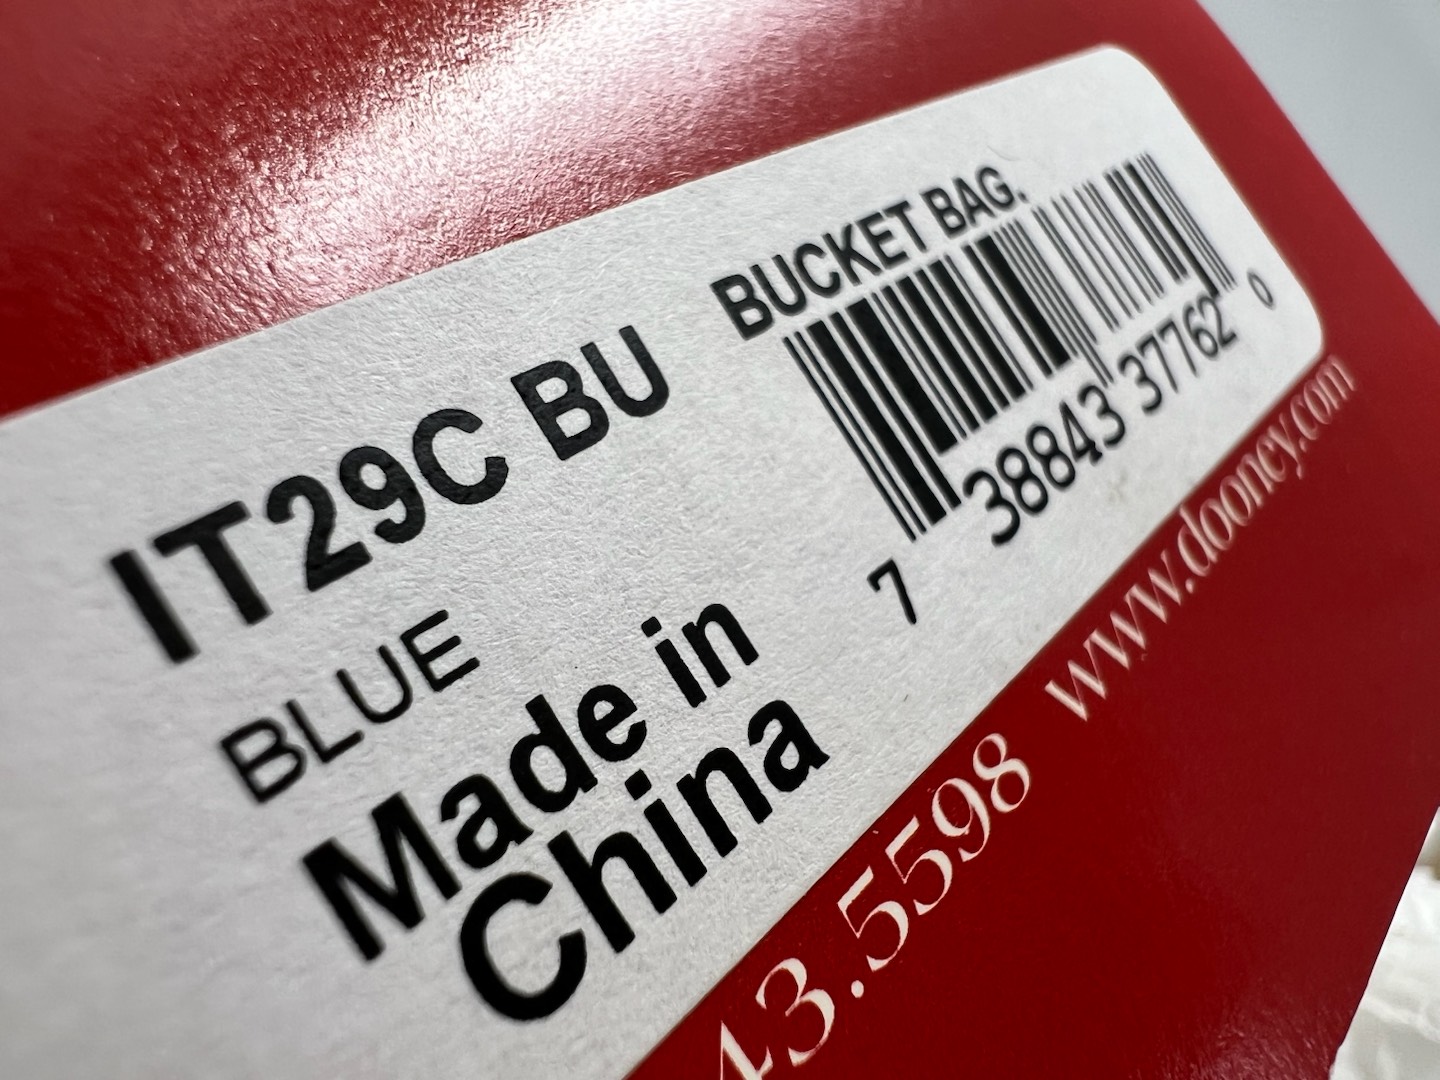 IT29C BU
BLUE
Made in
China
BUCKET BAG.
7 38843 37762 0
43.5598 www.dooney.com